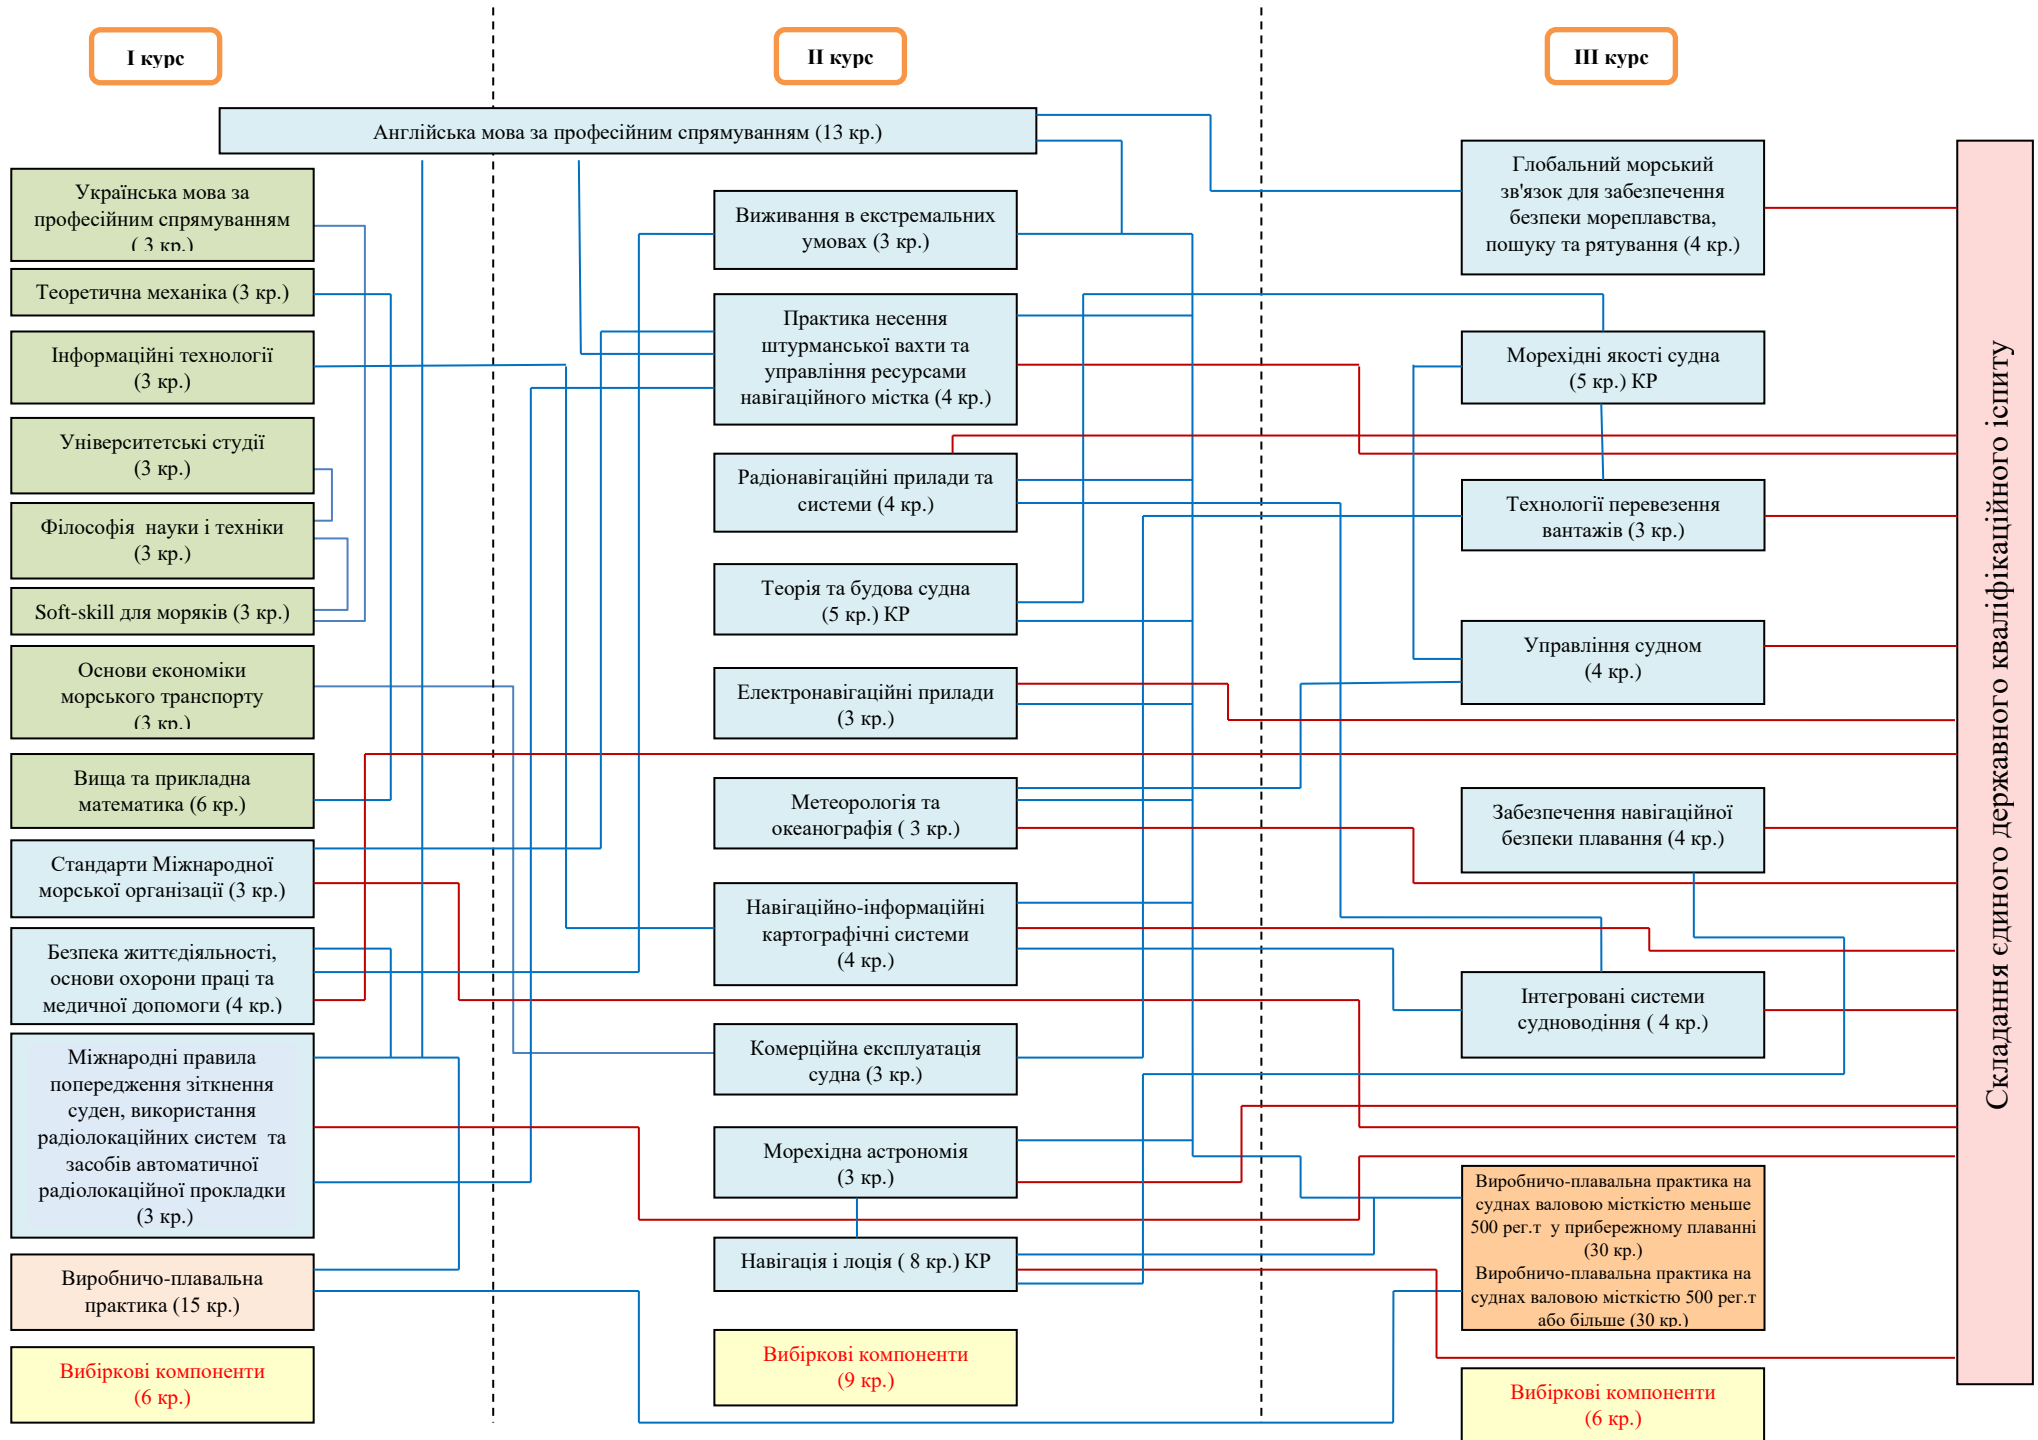 І курс
ІІ курс
ІІІ курс
Англійська мова за професійним спрямуванням (13 кр.)
Українська мова за
професійним спрямуванням
( 3 кр.)
Теоретична механіка (3 кр.)
Інформаційні технології
(3 кр.)
Університетські студії
(3 кр.)
Філософія науки і техніки
(3 кр.)
Soft-skill для моряків (3 кр.)
Основи економіки
морського транспорту
(3 кр.)
Вища та прикладна
математика (6 кр.)
Стандарти Міжнародної
морської організації (3 кр.)
Безпека життєдіяльності,
основи охорони праці та
медичної допомоги (4 кр.)
Міжнародні правила
попередження зіткнення
суден, використання
радіолокаційних систем та
засобів автоматичної
радіолокаційної прокладки
(3 кр.)
Виробничо-плавальна
практика (15 кр.)
Вибіркові компоненти
(6 кр.)
Виживання в екстремальних
умовах (3 кр.)
Практика несення
штурманської вахти та
управління ресурсами
навігаційного містка (4 кр.)
Радіонавігаційні прилади та
системи (4 кр.)
Теорія та будова судна
(5 кр.) КР
Електронавігаційні прилади
(3 кр.)
Метеорологія та
океанографія ( 3 кр.)
Навігаційно-інформаційні
картографічні системи
(4 кр.)
Комерційна експлуатація
судна (3 кр.)
Морехідна астрономія
(3 кр.)
Навігація і лоція ( 8 кр.) КР
Вибіркові компоненти
(9 кр.)
Глобальний морський
зв'язок для забезпечення
безпеки мореплавства,
пошуку та рятування (4 кр.)
Морехідні якості судна
(5 кр.) КР
Технології перевезення
вантажів (3 кр.)
Управління судном
(4 кр.)
Забезпечення навігаційної
безпеки плавання (4 кр.)
Інтегровані системи
судноводіння ( 4 кр.)
Виробничо-плавальна практика на
суднах валовою місткістю меньше
500 рег.т у прибережному плаванні
(30 кр.)
Виробничо-плавальна практика на
суднах валовою місткістю 500 рег.т
або більше (30 кр.)
Вибіркові компоненти
(6 кр.)
Складання єдиного державного кваліфікаційного іспиту